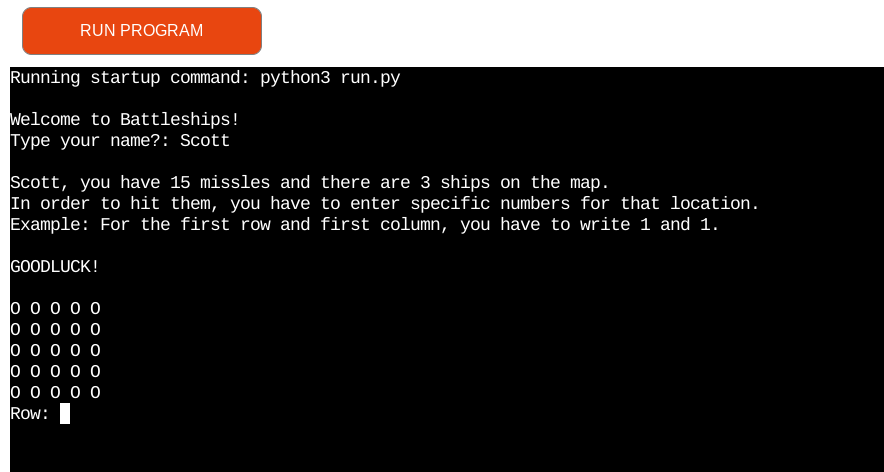 RUN PROGRAM
Running startup command: python3 run.py
Welcome to Battleships!
Type your name?: Scott
Scott, you have 15 missles and there are 3 ships on the map.
In order to hit them, you have to enter specific numbers for that location.
Example: For the first row and first column, you have to write 1 and 1.
GOODLUCK!
O O O O O
O O O O O
O O O O O
O O O O O
O O O O O
Row: